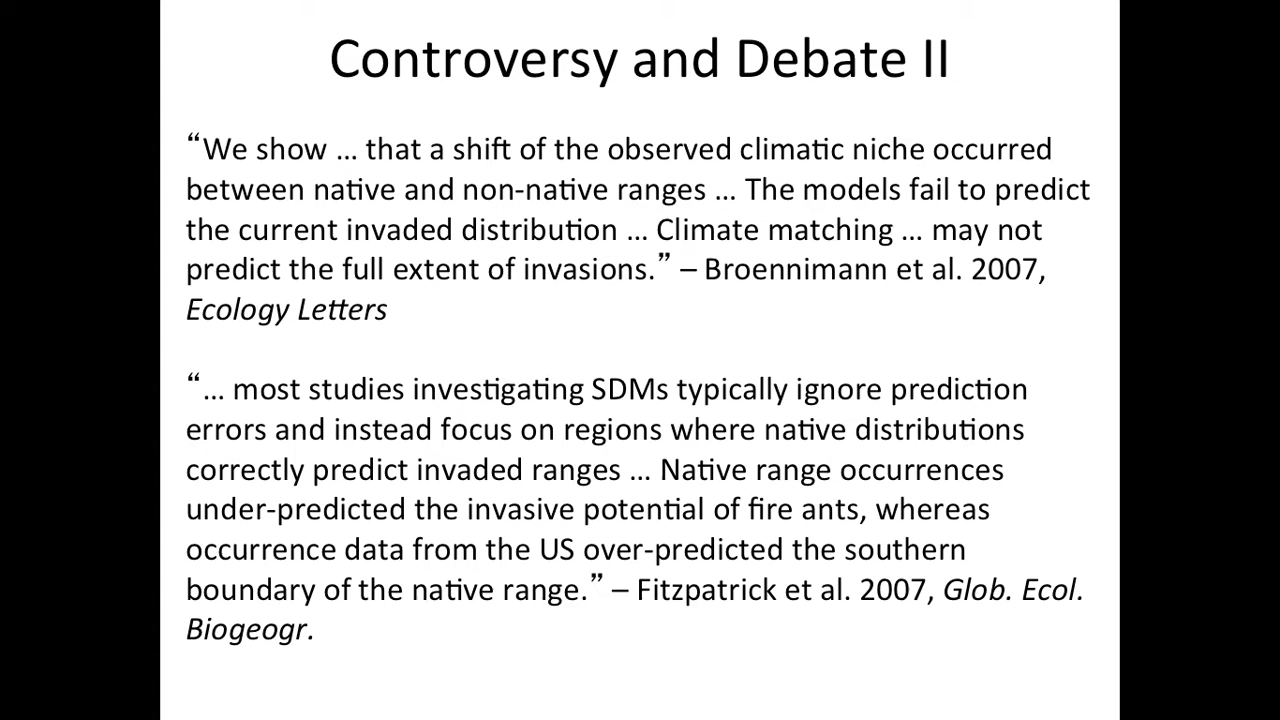 Controversy and Debate II
“We show … that a shift of the observed climatic niche occurred
between native and non-native ranges … The models fail to predict
the current invaded distribution … Climate matching … may not
predict the full extent of invasions.” – Broennimann et al. 2007,
Ecology Letters
“… most studies investigating SDMs typically ignore prediction
errors and instead focus on regions where native distributions
correctly predict invaded ranges … Native range occurrences
under-predicted the invasive potential of fire ants, whereas
occurrence data from the US over-predicted the southern
boundary of the native range.” – Fitzpatrick et al. 2007, Glob. Ecol.
Biogeogr.